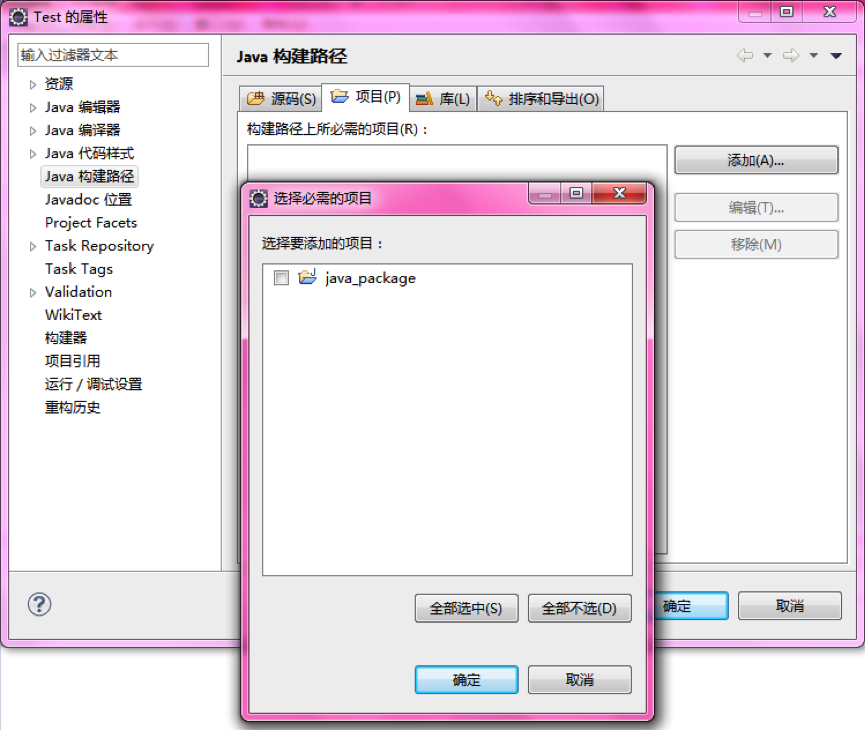 Test 的属性
输入过滤器文本
资源
Java 编辑器
Java 编译器
Java 代码样式
Java 构建路径
Javadoc 位置
Project Facets
Task Repository
Task Tags
Validation
WikiText
构建器
项目引用
运行 / 调试设置
重构历史
Java 构建路径
源码(S) 项目(P) 库(L) 排序和导出(O)
构建路径上所必需的项目(R)：
添加(A)...
编辑(T)...
移除(M)
选择必需的项目
选择要添加的项目：
java_package
全部选中(S) 全部不选(D)
确定 取消
确定 取消